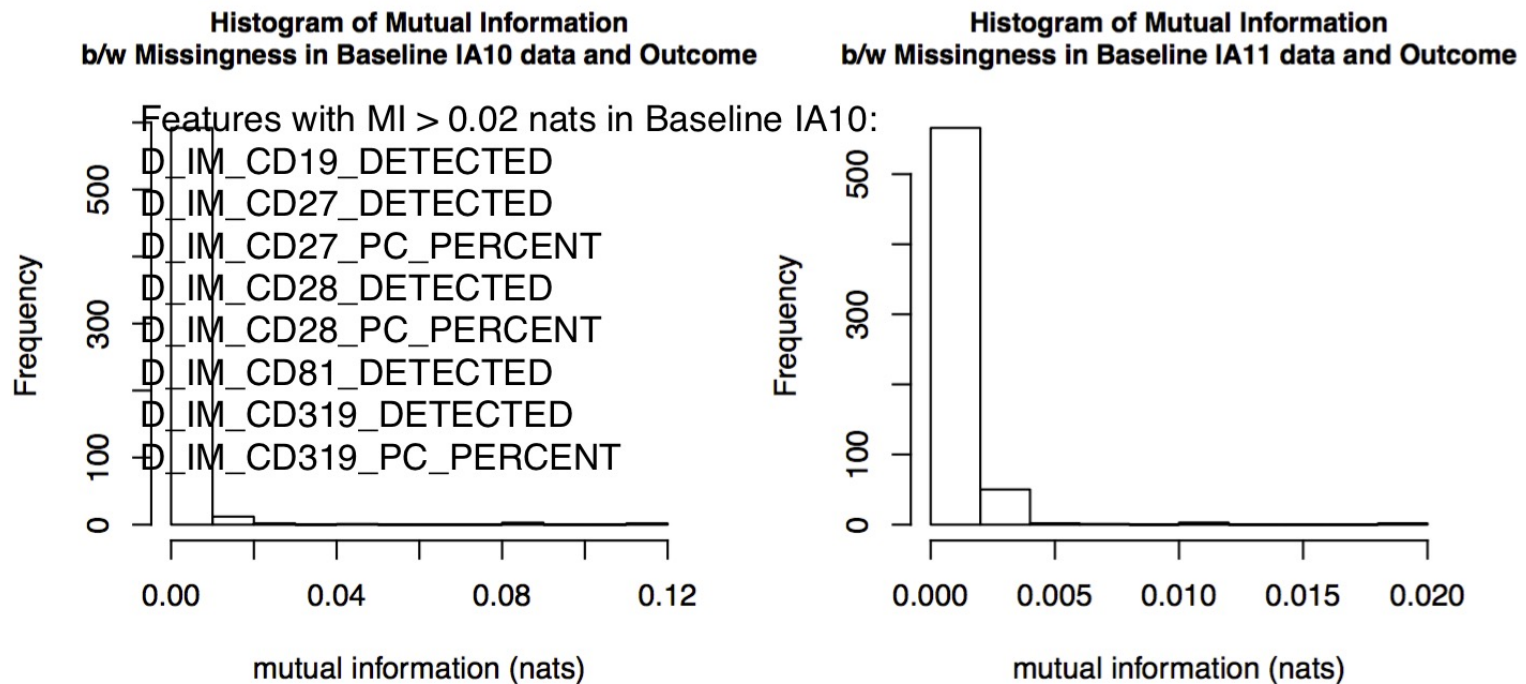 Histogram of Mutual Information
b/w Missingness in Baseline IA10 data and Outcome
Features with MI > 0.02 nats in Baseline IA10:
D_IM_CD19_DETECTED
D_IM_CD27_DETECTED
D_IM_CD27_PC_PERCENT
D_IM_CD28_DETECTED
D_IM_CD28_PC_PERCENT
D_IM_CD81_DETECTED
D_IM_CD319_DETECTED
D_IM_CD319_PC_PERCENT
Frequency
500
300
100
0
0.00 0.04 0.08 0.12
mutual information (nats)
Histogram of Mutual Information
b/w Missingness in Baseline IA11 data and Outcome
Frequency
500
300
100
0
0.000 0.005 0.010 0.015 0.020
mutual information (nats)